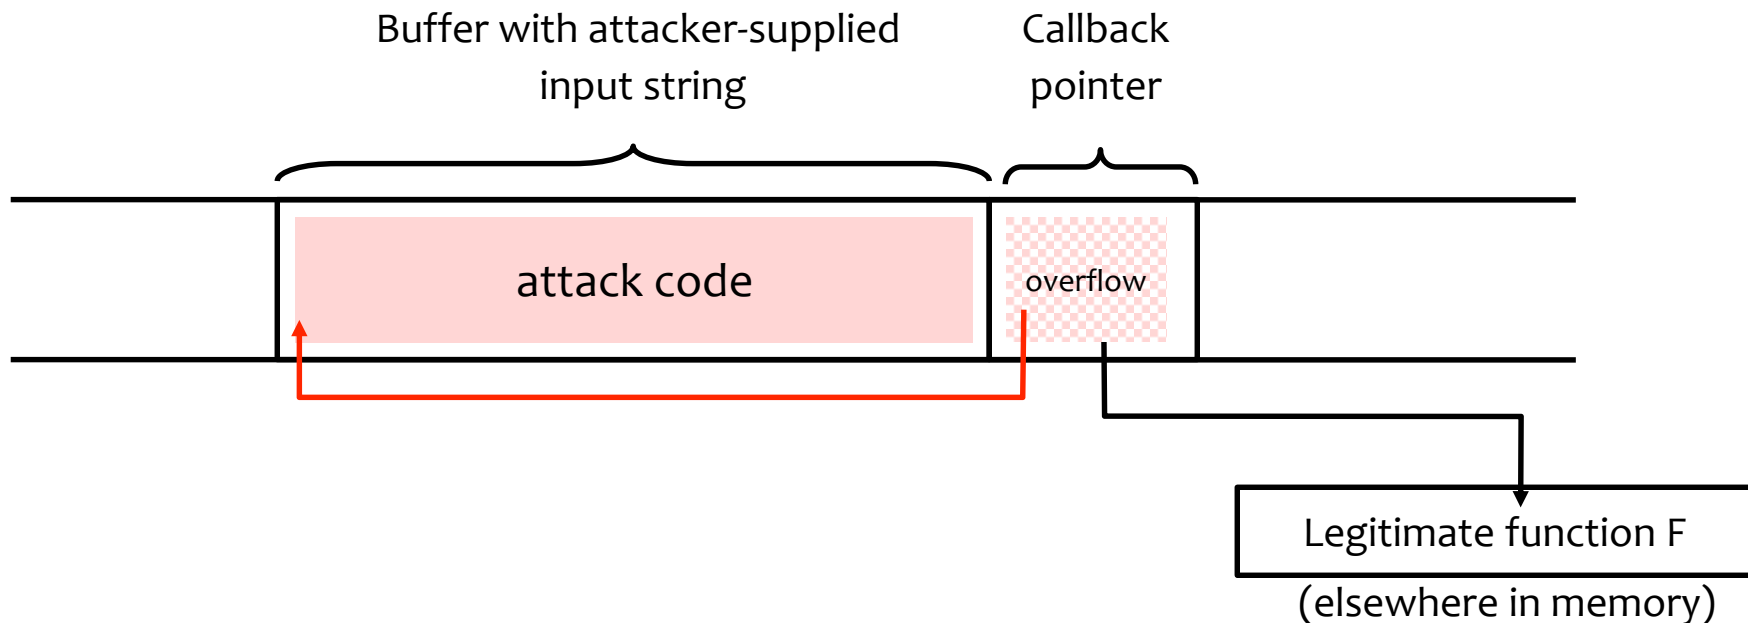 Buffer with attacker-supplied
input string
Callback
pointer
attack code
overflow
Legitimate function F
(elsewhere in memory)